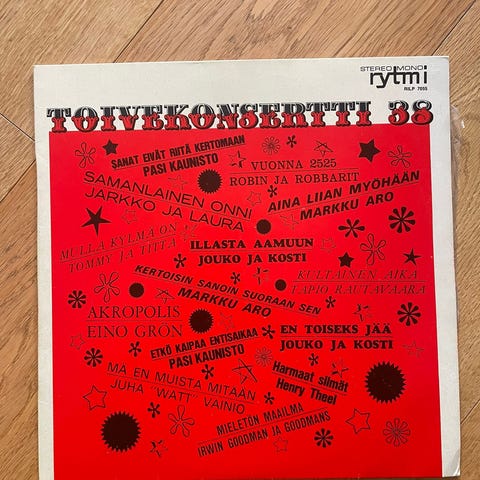 STEREO MONO
rytmi
RILP 7055
TOIVEKONSERTTI 38
SANAT EIVÄT RIITÄ KERTOMAAN
PASI KAUNISTO
VUONNA 2525
ROBIN JA ROBBARIT
SAMANLAINEN ONNI
JARKKO JA LAURA
AINA LIIAN MYÖHÄÄN
MARKKU ARO
MULLA KYLMÄ ON
TOMMY JA TITTA
ILLASTA AAMUUN
JOUKO JA KOSTI
KERTOISIN SANOIN SUORAAN SEN
MARKKU ARO
KULTAINEN AIKA
TAPIO RAUTAVAARA
AKROPOLIS
EINO GRÖN
ETKÖ KAIPAA ENTSAIKAA
PASI KAUNISTO
EN TOISEKS JÄÄ
JOUKO JA KOSTI
MÄ EN MUISTA MITÄÄN
JUHA "WATT" VAINIO
Harmaat silmät
Henry Theel
MIELETÖN MAAILMA
IRWIN GOODMAN JA GOODMANS